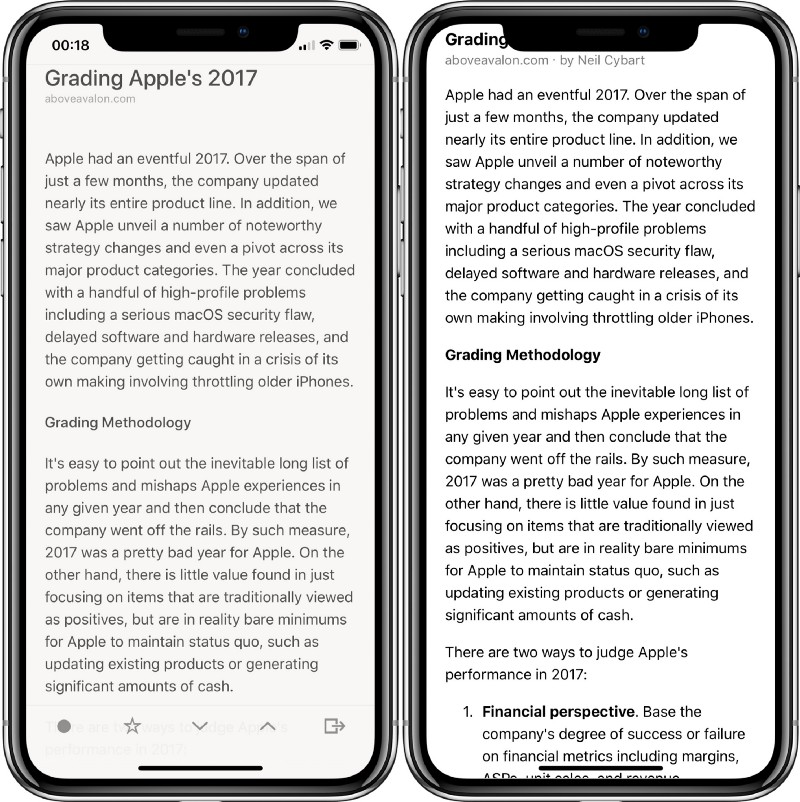 00:18
Grading Apple's 2017
aboveavalon.com
Apple had an eventful 2017. Over the span of
just a few months, the company updated
nearly its entire product line. In addition, we
saw Apple unveil a number of noteworthy
strategy changes and even a pivot across its
major product categories. The year concluded
with a handful of high-profile problems
including a serious macOS security flaw,
delayed software and hardware releases, and
the company getting caught in a crisis of its
own making involving throttling older iPhones.
Grading Methodology
It's easy to point out the inevitable long list of
problems and mishaps Apple experiences in
any given year and then conclude that the
company went off the rails. By such measure,
2017 was a pretty bad year for Apple. On the
other hand, there is little value found in just
focusing on items that are traditionally viewed
as positives, but are in reality bare minimums
for Apple to maintain status quo, such as
updating existing products or generating
significant amounts of cash.
There are two ways to judge Apple's
performance in 2017:
Grading
aboveavalon.com · by Neil Cybart
Apple had an eventful 2017. Over the span of
just a few months, the company updated
nearly its entire product line. In addition, we
saw Apple unveil a number of noteworthy
strategy changes and even a pivot across its
major product categories. The year concluded
with a handful of high-profile problems
including a serious macOS security flaw,
delayed software and hardware releases, and
the company getting caught in a crisis of its
own making involving throttling older iPhones.
Grading Methodology
It's easy to point out the inevitable long list of
problems and mishaps Apple experiences in
any given year and then conclude that the
company went off the rails. By such measure,
2017 was a pretty bad year for Apple. On the
other hand, there is little value found in just
focusing on items that are traditionally viewed
as positives, but are in reality bare minimums
for Apple to maintain status quo, such as
updating existing products or generating
significant amounts of cash.
There are two ways to judge Apple's
performance in 2017:
1. Financial perspective. Base the
company's degree of success or failure
on financial metrics including margins,
ASPs, unit sales, and revenue